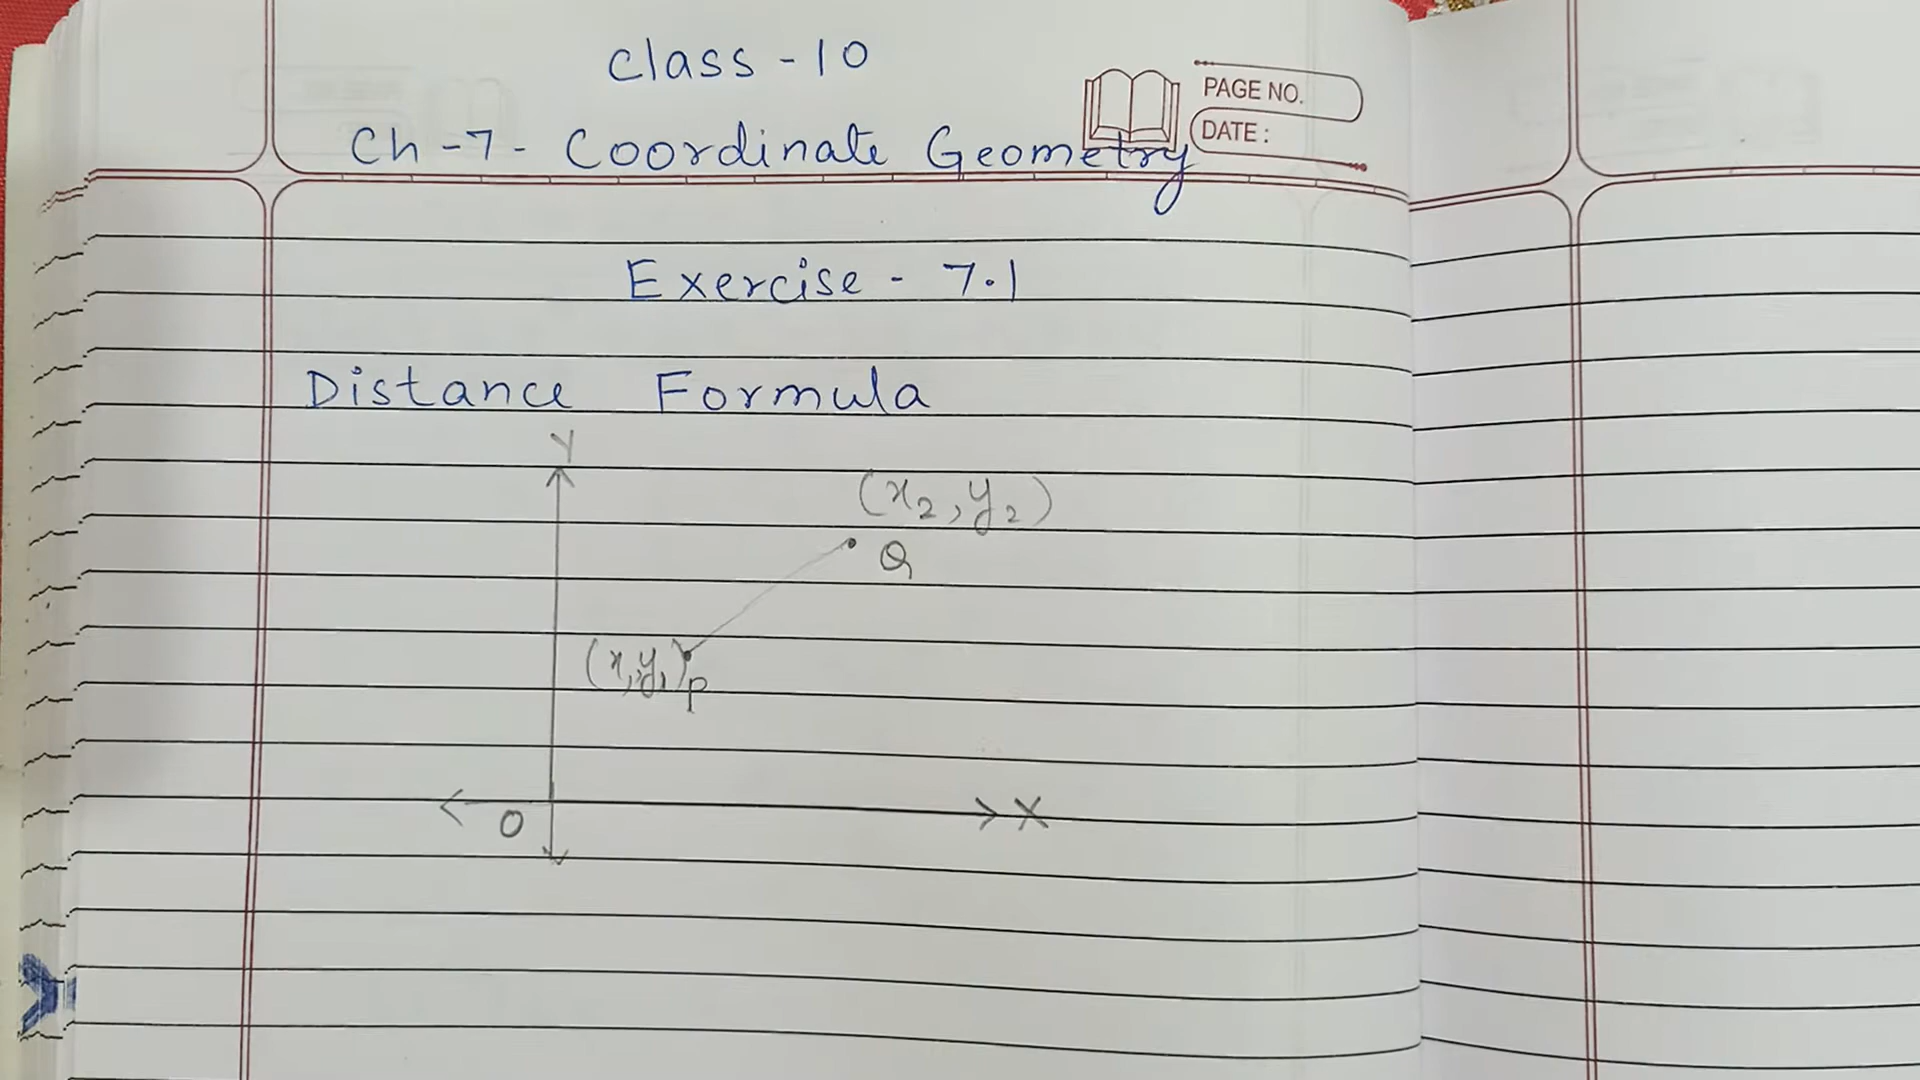 Class - 10
PAGE NO.
DATE :
Ch - 7 - Coordinate Geometry
Exercise - 7.1
Distance Formula
Y
(x₂, y₂)
Q
(x₁, y₁)
P
O
X